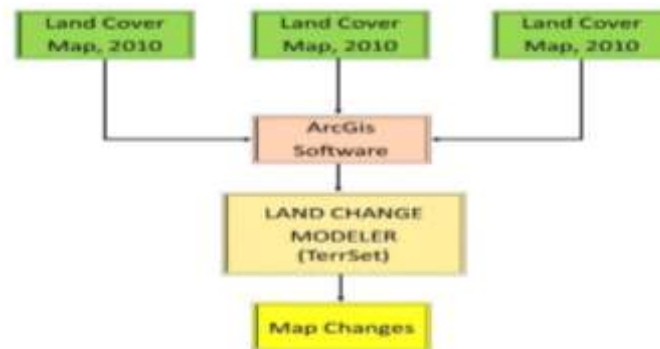 Land Cover
Map, 2010
Land Cover
Map, 2010
Land Cover
Map, 2010
ArcGis
Software
LAND CHANGE
MODELER
(TerrSet)
Map Changes